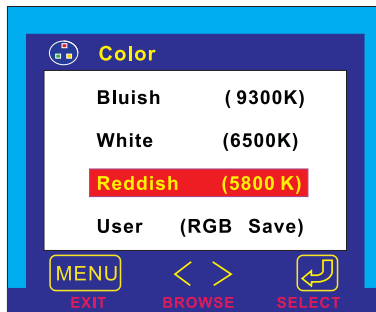 Color
Bluish (9300K)
White (6500K)
Reddish (5800 K)
User (RGB Save)
MENU < >
EXIT BROWSE SELECT